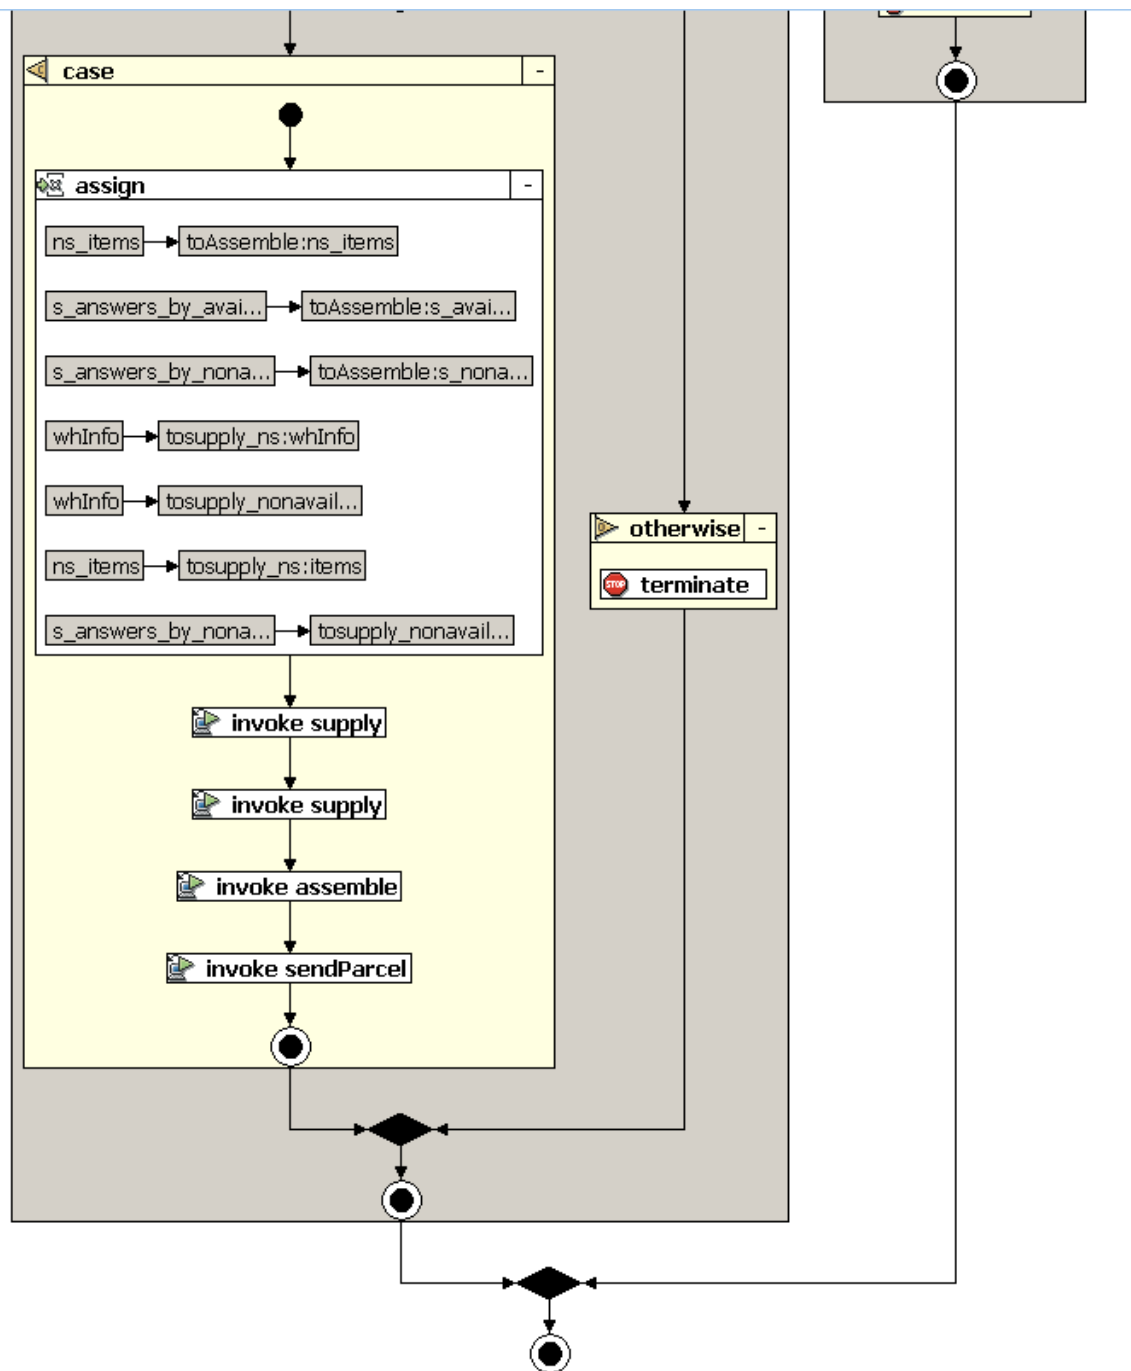 case -
assign -
ns_items toAssemble:ns_items
s_answers_by_avai... toAssemble:s_avai...
s_answers_by_nona... toAssemble:s_nona...
whInfo tosupply_ns:whInfo
whInfo tosupply_nonavail...
otherwise -
ns_items tosupply_ns:items
STOP terminate
s_answers_by_nona... tosupply_nonavail...
invoke supply
invoke supply
invoke assemble
invoke sendParcel